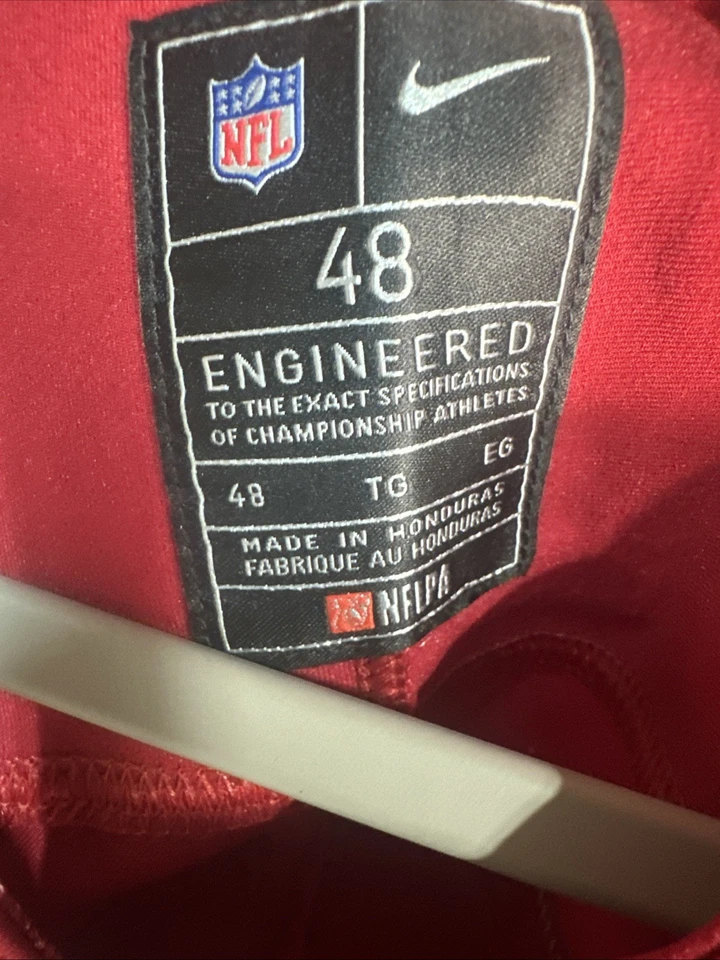 NFL
48
ENGINEERED
TO THE EXACT SPECIFICATIONS
OF CHAMPIONSHIP ATHLETES
48 TG EG
MADE IN HONDURAS
FABRIQUE AU HONDURAS
NFLPA